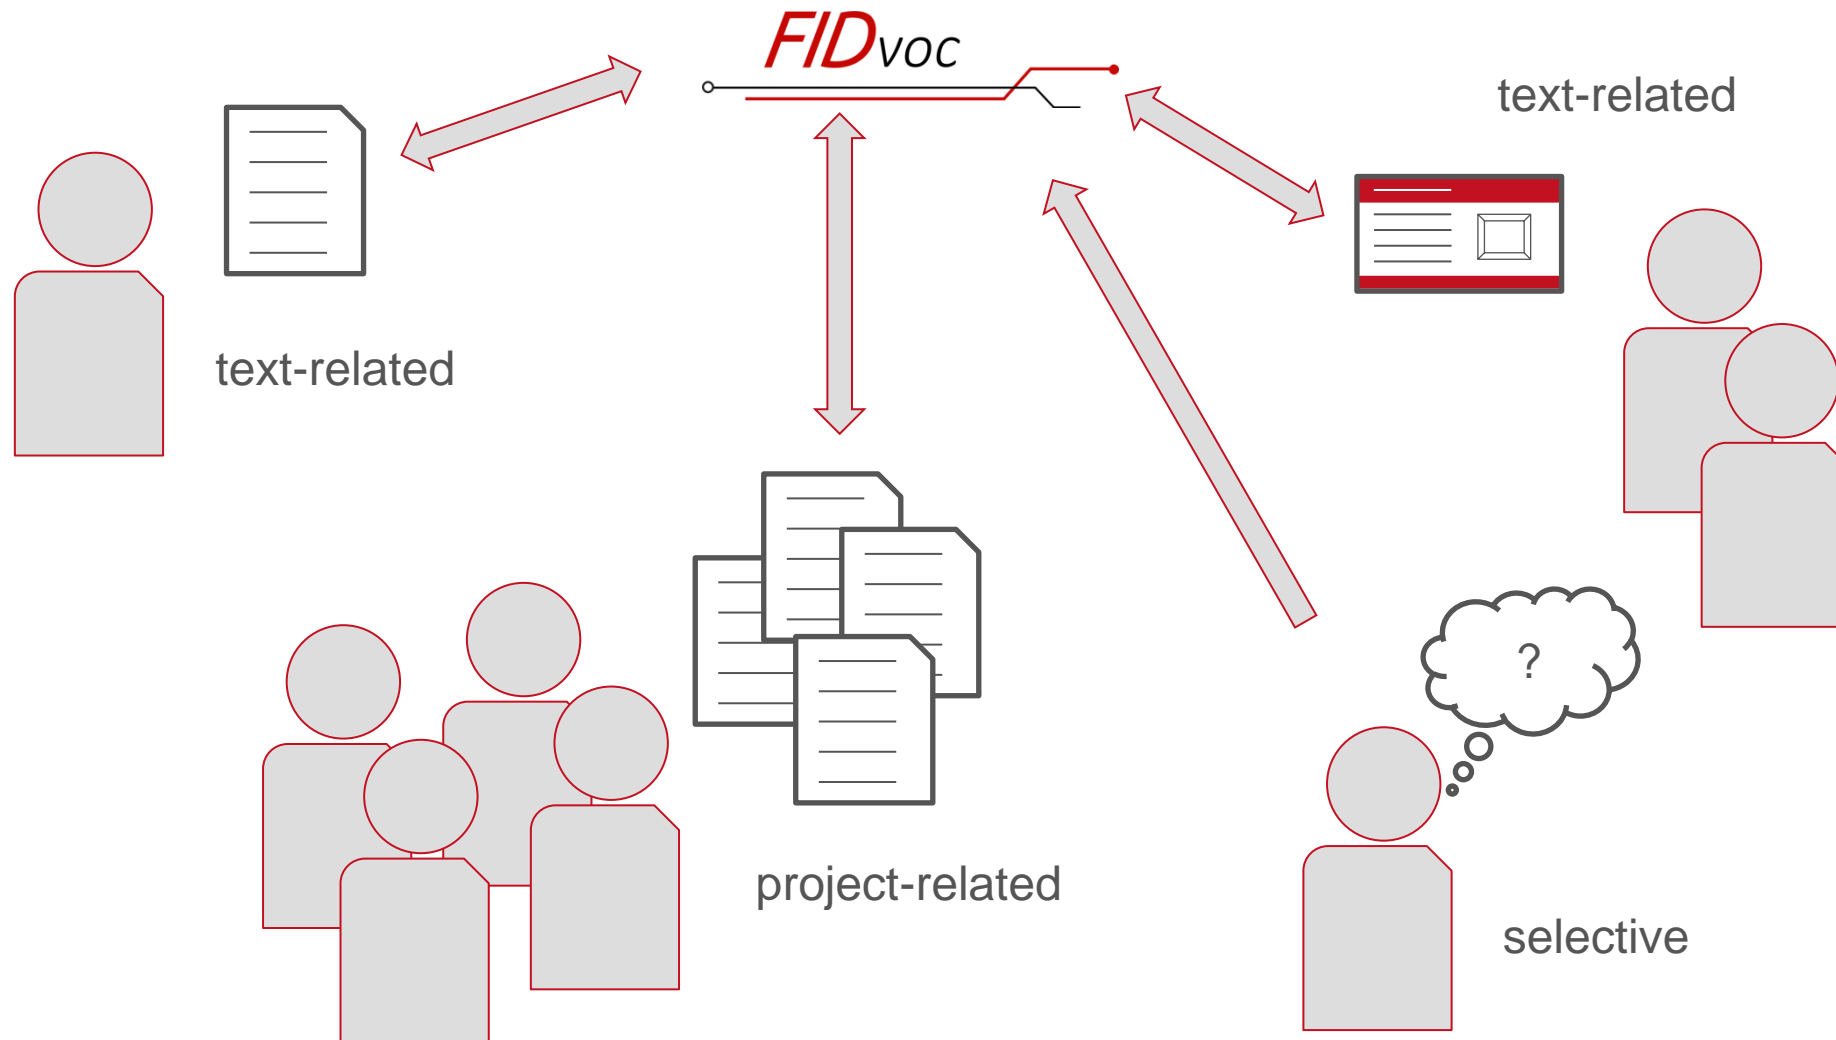 FIDvoc
text-related
text-related
?
project-related
selective